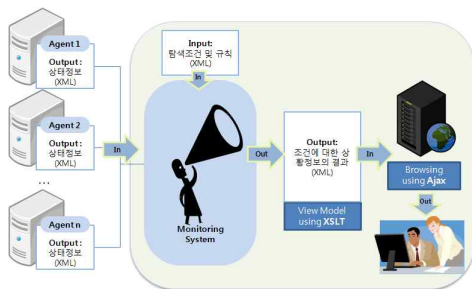 Agent 1
Output :
상태정보
(XML)
Agent 2
Output :
상태정보
(XML)
...
Agent n
Output :
상태정보
(XML)
In
Input:
탐색조건 및 규칙
(XML)
In
Monitoring
System
Out
Output:
조건에 대한 상
황정보의 결과
(XML)
View Model
using XSLT
In
Browsing
using Ajax
Out